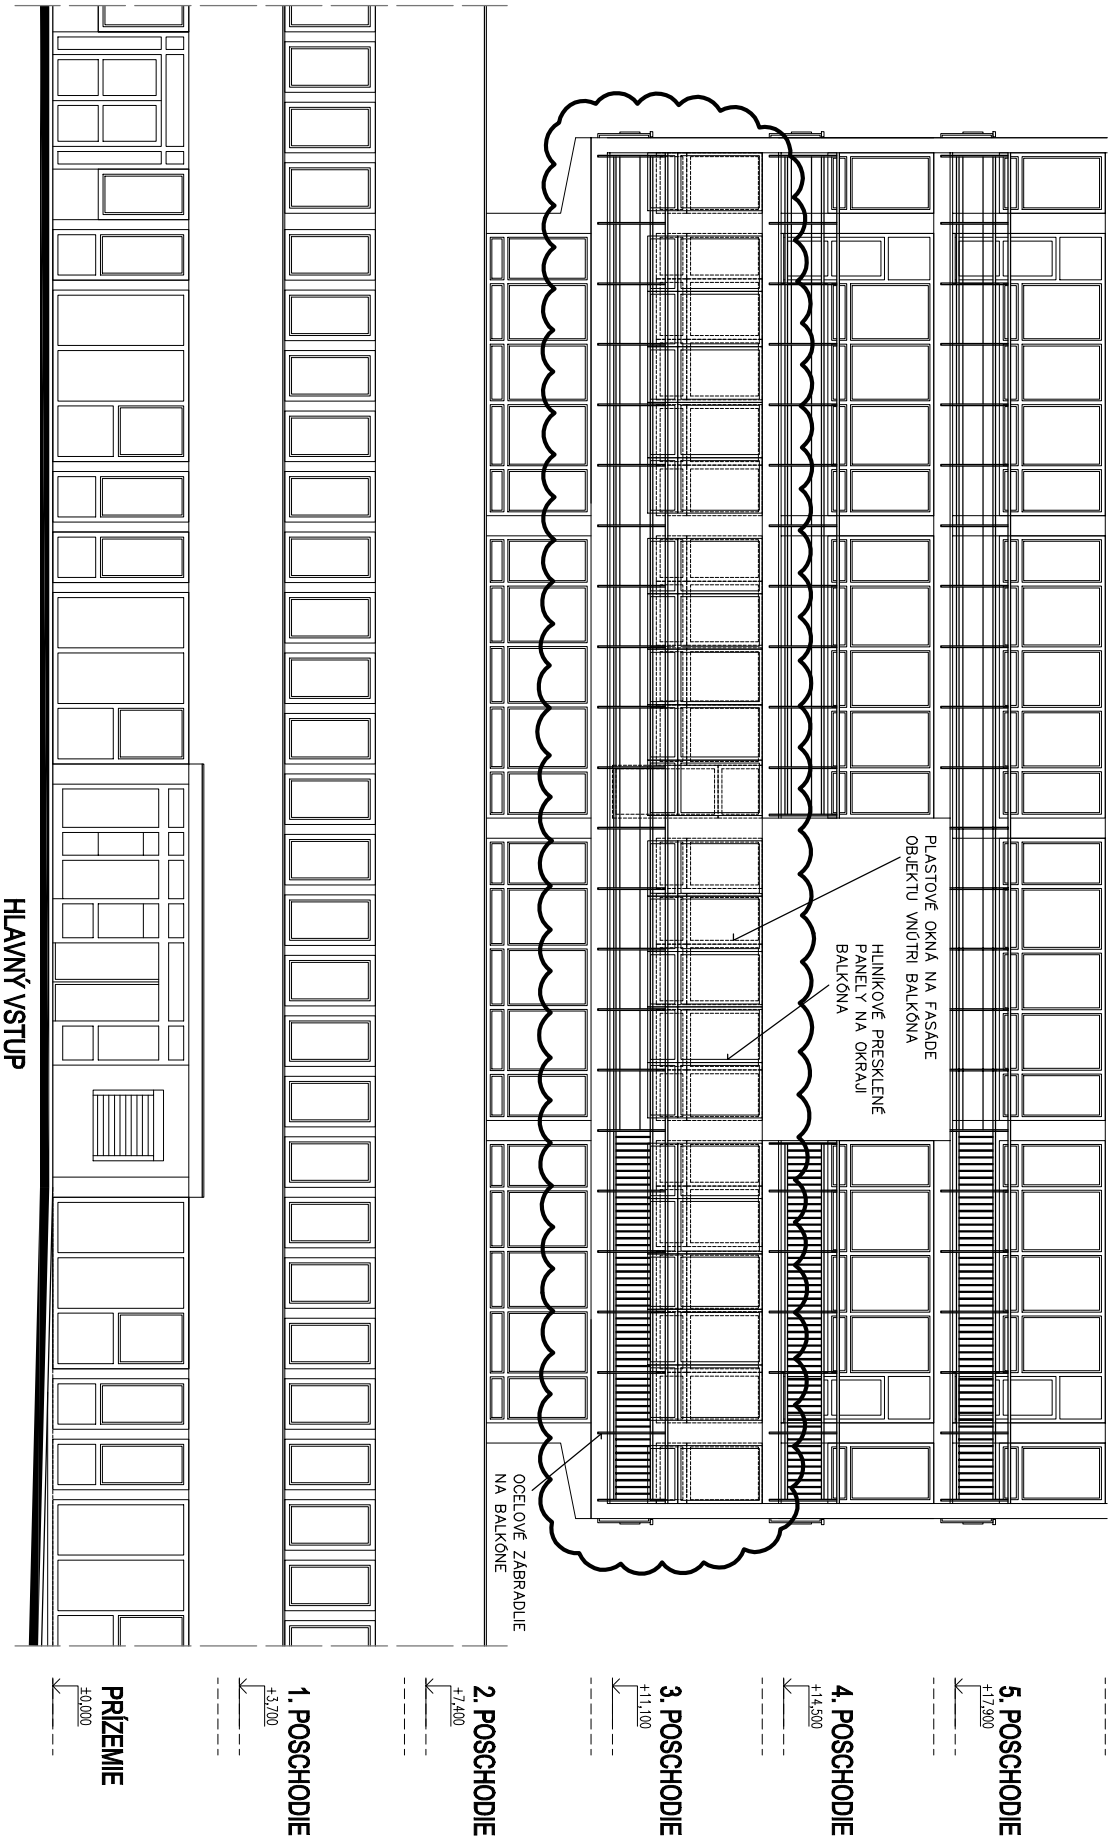 5. POSCHODIE
+17,900
4. POSCHODIE
+14,500
3. POSCHODIE
+11,100
2. POSCHODIE
+7,400
1. POSCHODIE
+3,700
PRÍZEMIE
±0,000
PLASTOVÉ OKNÁ NA FASÁDE
OBJEKTU VNÚTRI BALKÓNA
HLINÍKOVÉ PRESKLENÉ
PANELY NA OKRAJI
BALKÓNA
OCELOVÉ ZÁBRADLIE
NA BALKÓNE
HLAVNÝ VSTUP